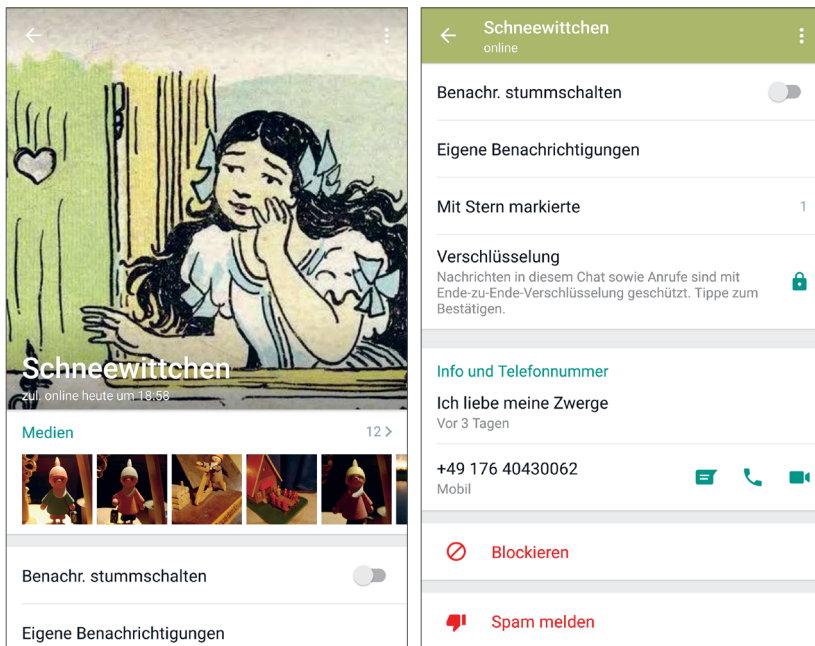 Schneewittchen
zul. online heute um 18:58
Medien
12 >
Benachr. stummschalten
Eigene Benachrichtigungen
Schneewittchen
online
Benachr. stummschalten
Eigene Benachrichtigungen
Mit Stern markierte
1
Verschlüsselung
Nachrichten in diesem Chat sowie Anrufe sind mit
Ende-zu-Ende-Verschlüsselung geschützt. Tippe zum
Bestätigen.
Info und Telefonnummer
Ich liebe meine Zwerge
Vor 3 Tagen
+49 176 40430062
Mobil
Blockieren
Spam melden